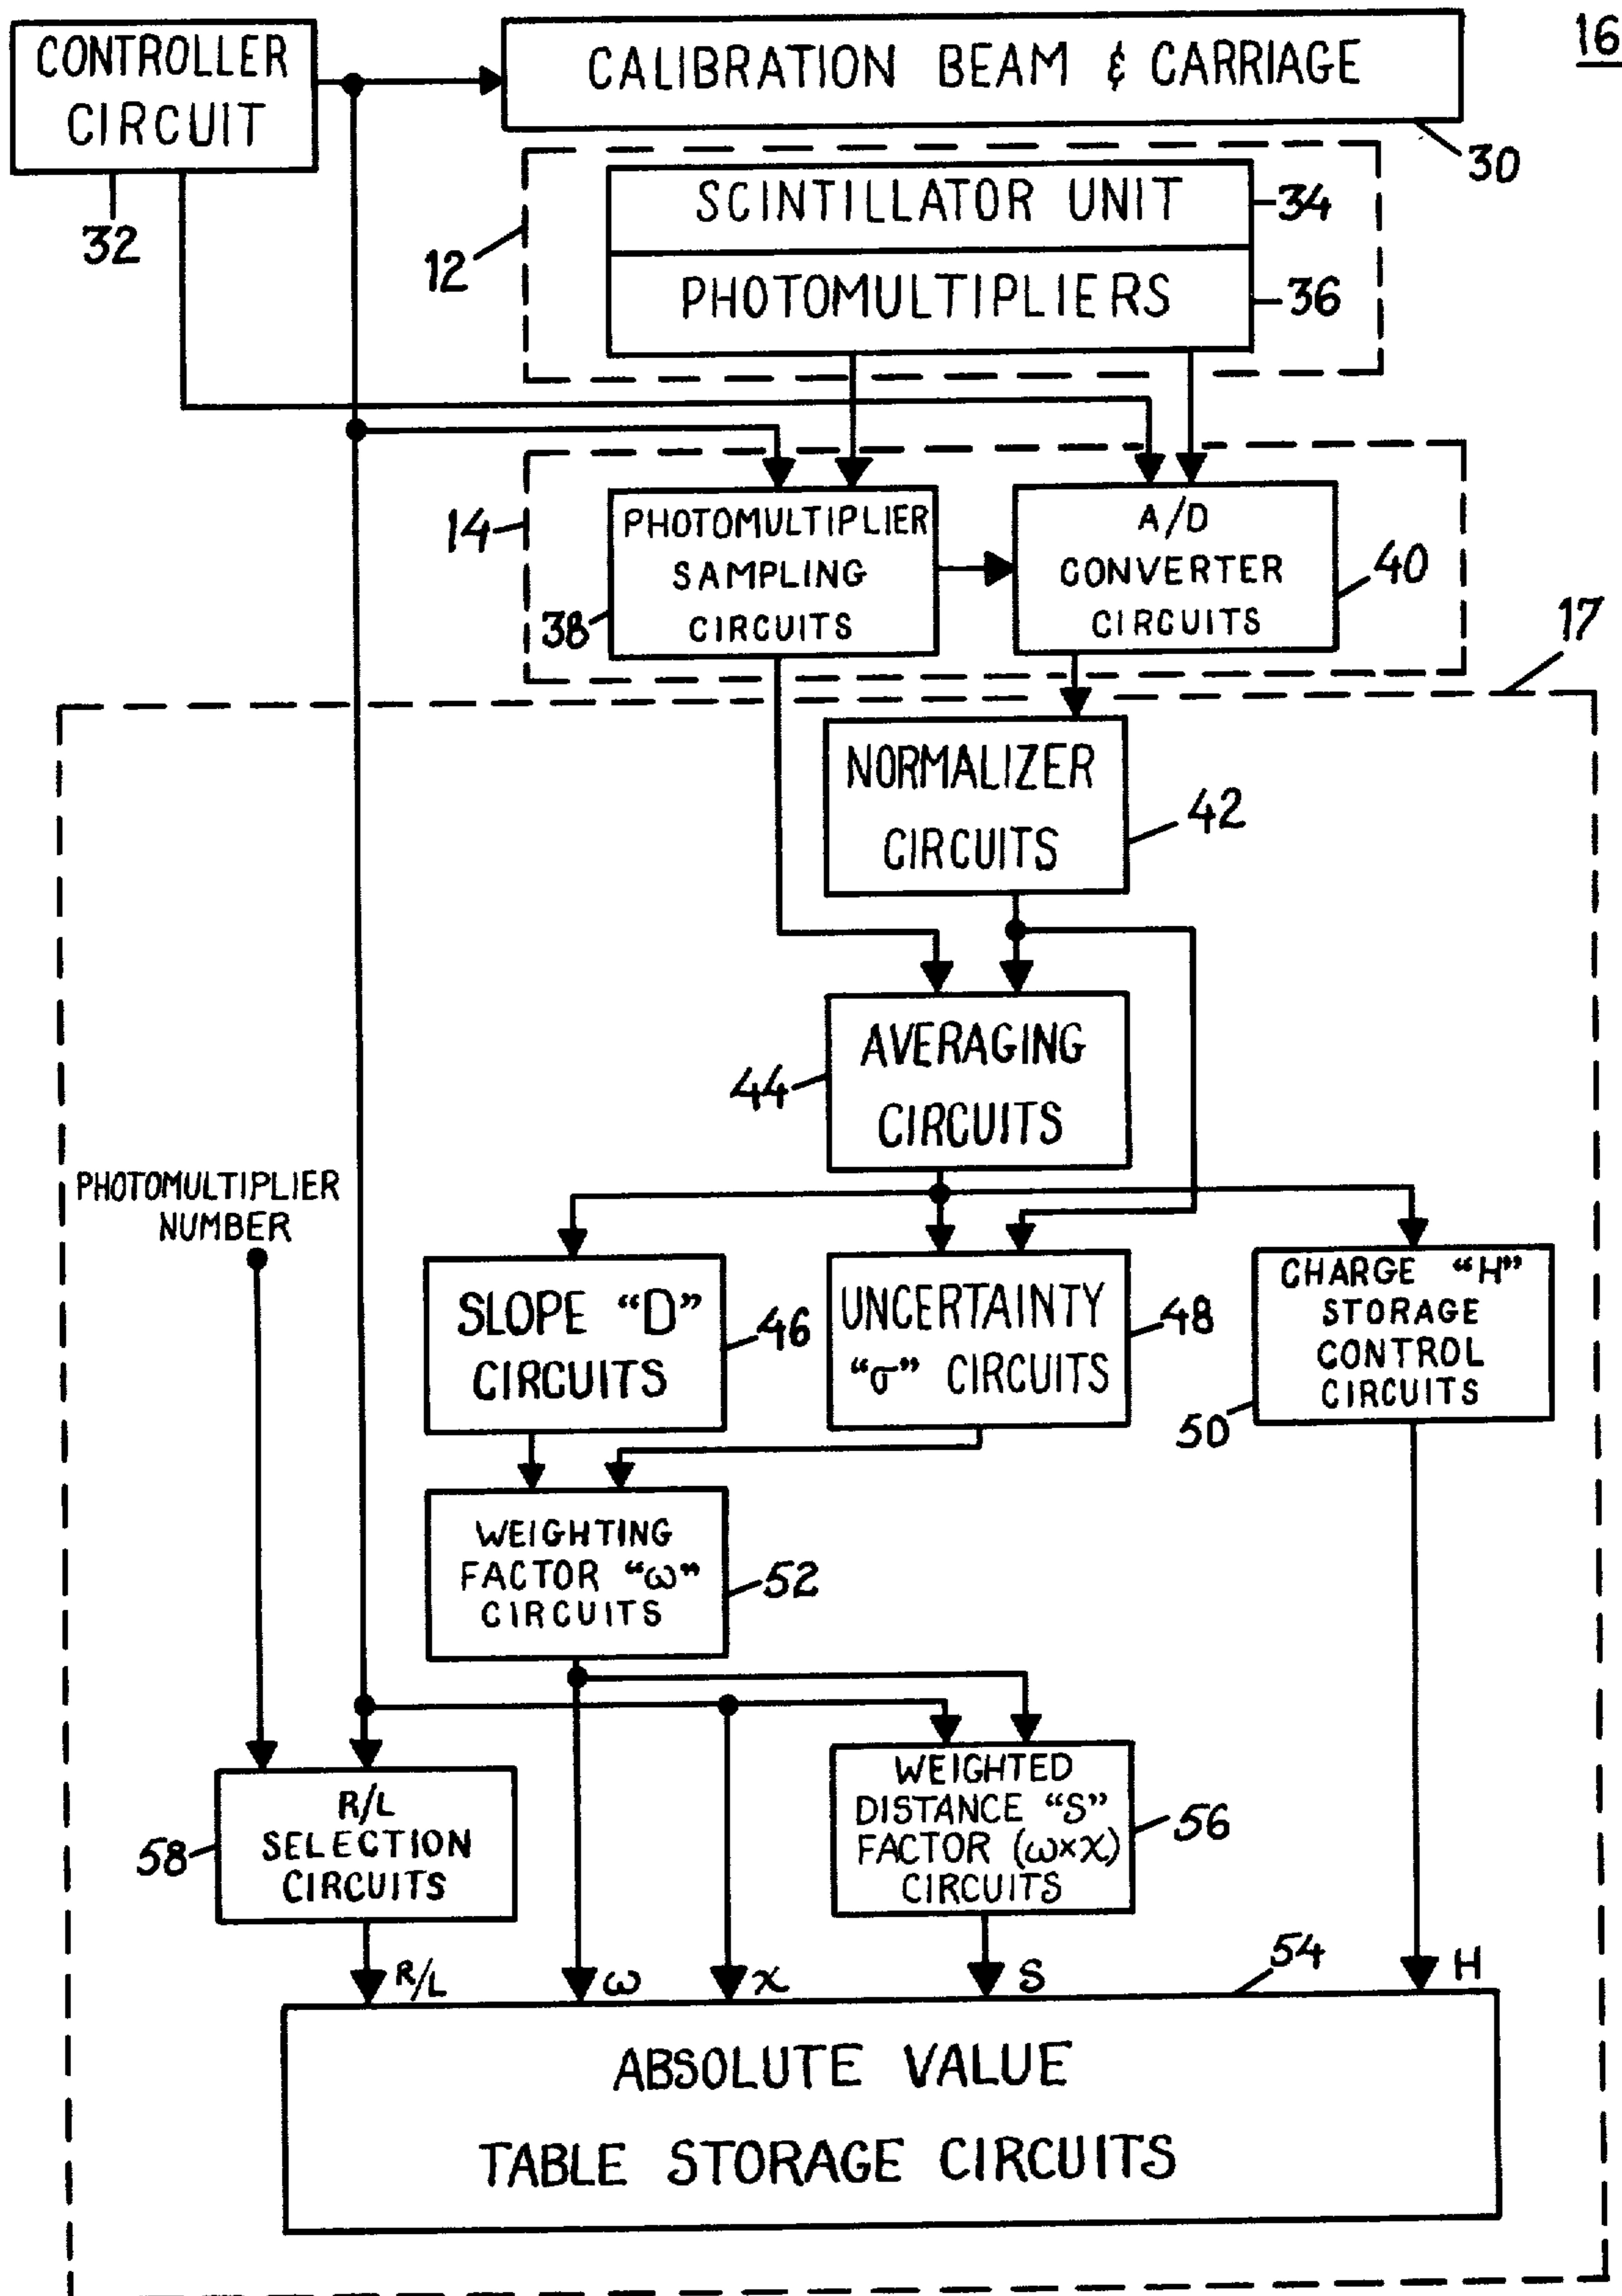 16
CONTROLLER
CIRCUIT
32
CALIBRATION BEAM & CARRIAGE
30
12
SCINTILLATOR UNIT
34
PHOTOMULTIPLIERS
36
14
PHOTOMULTIPLIER
SAMPLING
CIRCUITS
38
A/D
CONVERTER
CIRCUITS
40
17
NORMALIZER
CIRCUITS
42
AVERAGING
CIRCUITS
44
PHOTOMULTIPLIER
NUMBER
SLOPE “D”
CIRCUITS
46
UNCERTAINTY
“σ” CIRCUITS
48
CHARGE “H”
STORAGE
CONTROL
CIRCUITS
50
WEIGHTING
FACTOR “ω”
CIRCUITS
52
R/L
SELECTION
CIRCUITS
58
WEIGHTED
DISTANCE “S”
FACTOR (ω×x)
CIRCUITS
56
R/L
ω
x
S
54
H
ABSOLUTE VALUE
TABLE STORAGE CIRCUITS